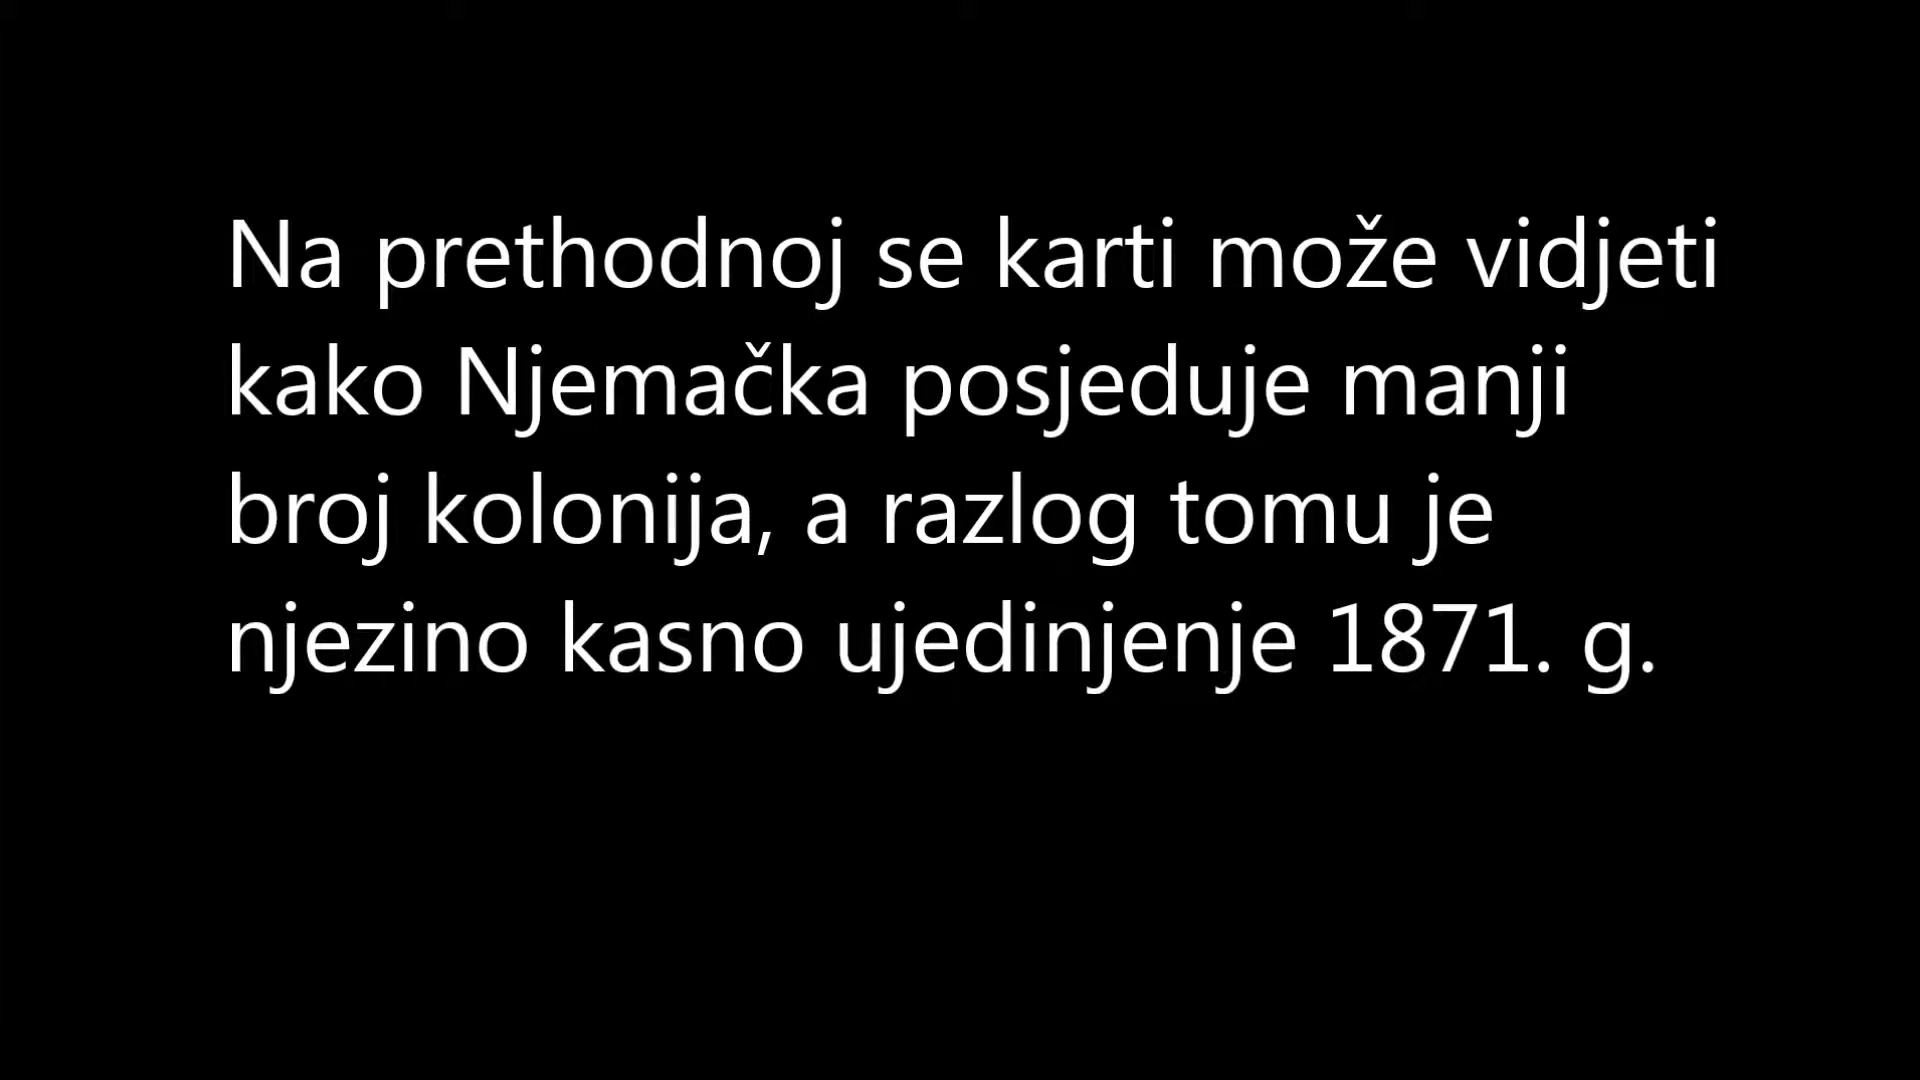 Na prethodnoj se karti može vidjeti
kako Njemačka posjeduje manji
broj kolonija, a razlog tomu je
njezino kasno ujedinjenje 1871. g.